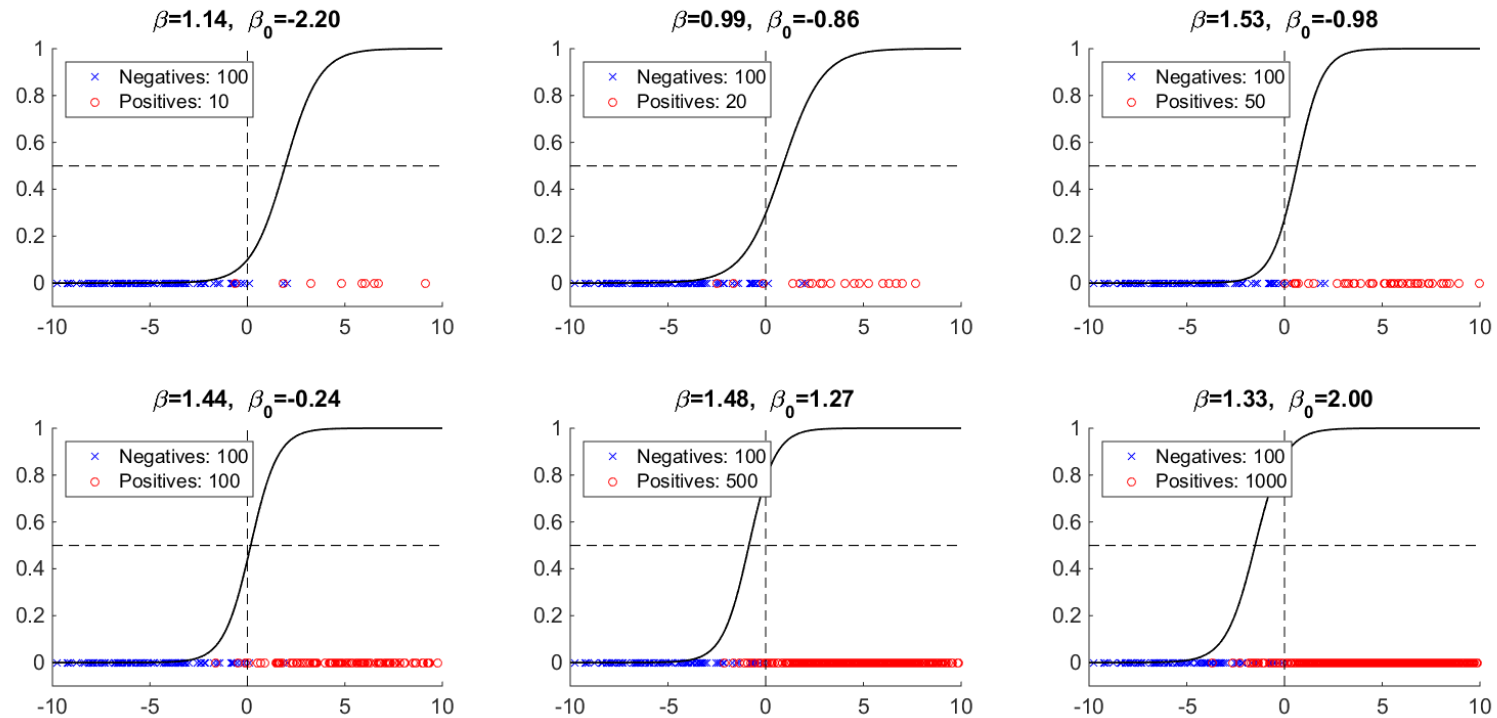 β=1.14, β0=-2.20
1
0.8
0.6
0.4
0.2
0
Negatives: 100
Positives: 10
-10 -5 0 5 10
β=0.99, β0=-0.86
1
0.8
0.6
0.4
0.2
0
Negatives: 100
Positives: 20
-10 -5 0 5 10
β=1.53, β0=-0.98
1
0.8
0.6
0.4
0.2
0
Negatives: 100
Positives: 50
-10 -5 0 5 10
β=1.44, β0=-0.24
1
0.8
0.6
0.4
0.2
0
Negatives: 100
Positives: 100
-10 -5 0 5 10
β=1.48, β0=1.27
1
0.8
0.6
0.4
0.2
0
Negatives: 100
Positives: 500
-10 -5 0 5 10
β=1.33, β0=2.00
1
0.8
0.6
0.4
0.2
0
Negatives: 100
Positives: 1000
-10 -5 0 5 10